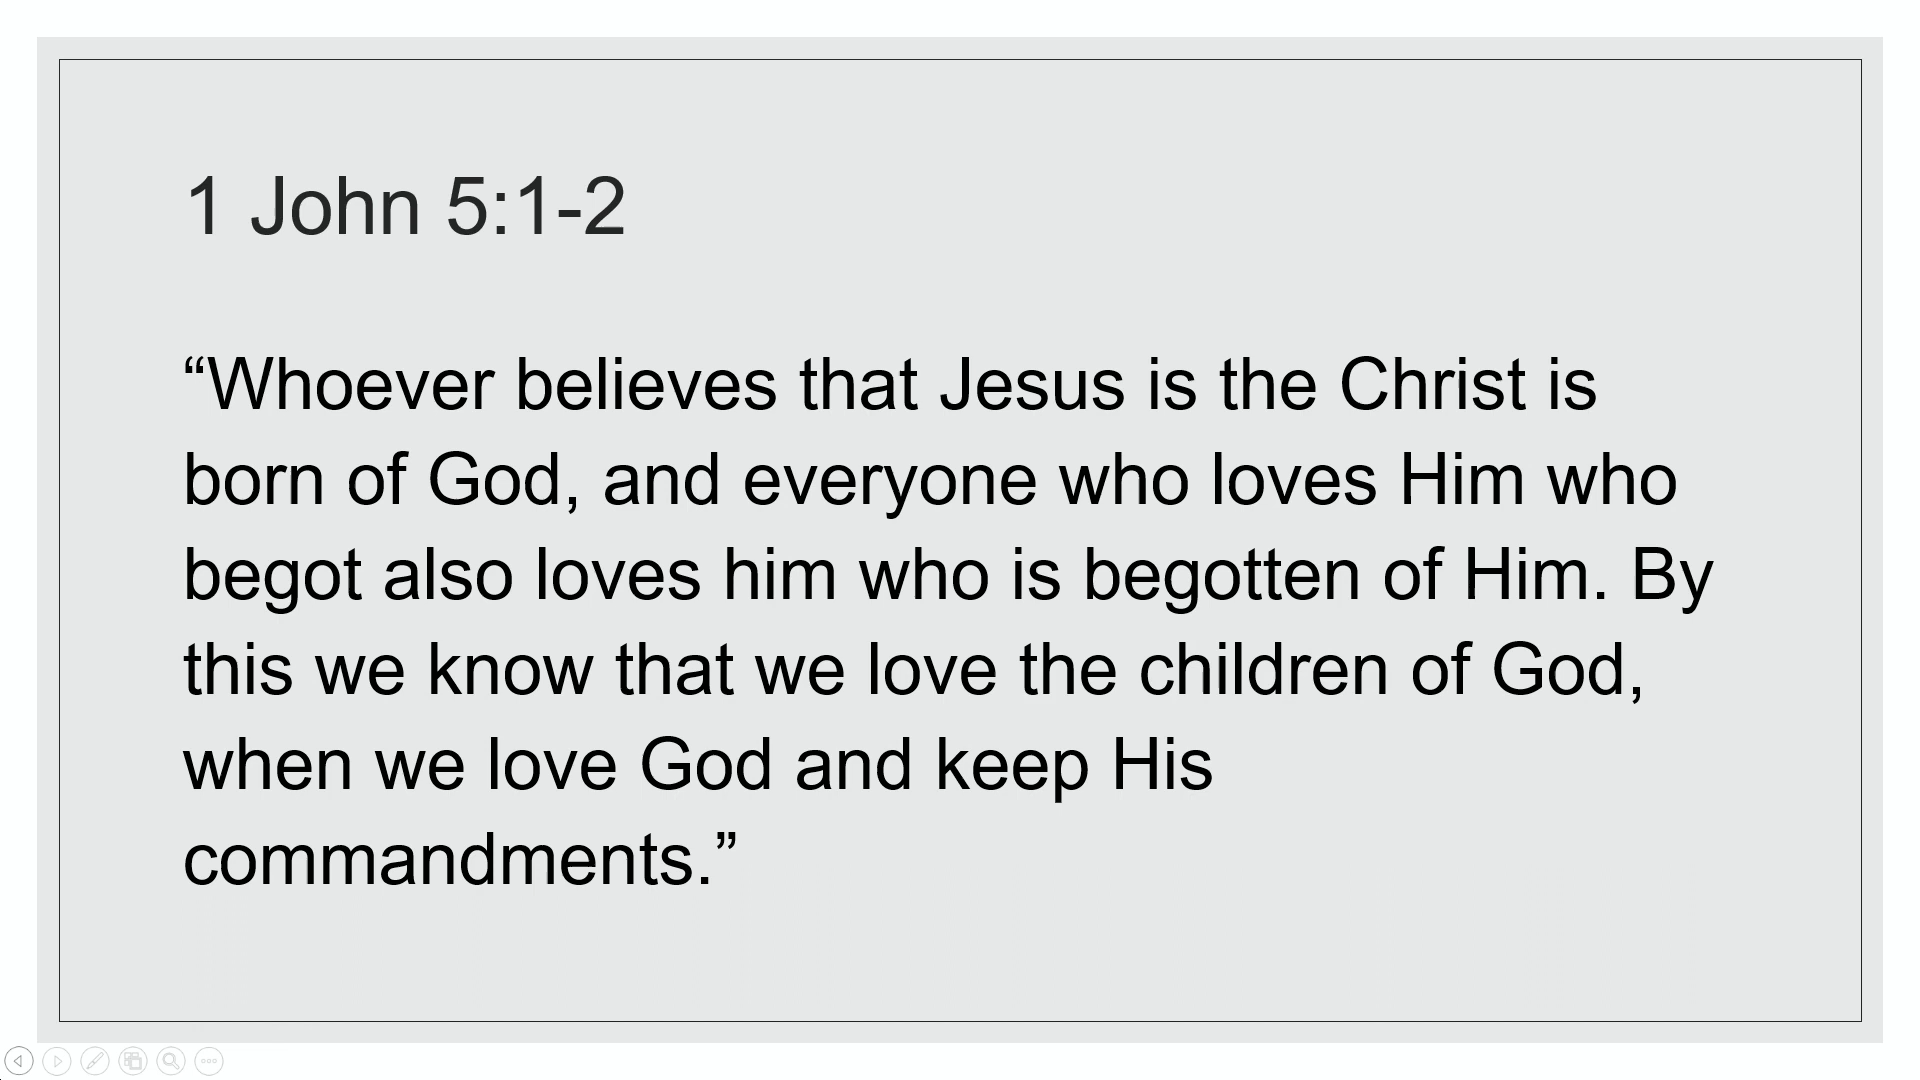 1 John 5:1-2
“Whoever believes that Jesus is the Christ is
born of God, and everyone who loves Him who
begot also loves him who is begotten of Him. By
this we know that we love the children of God,
when we love God and keep His
commandments.”